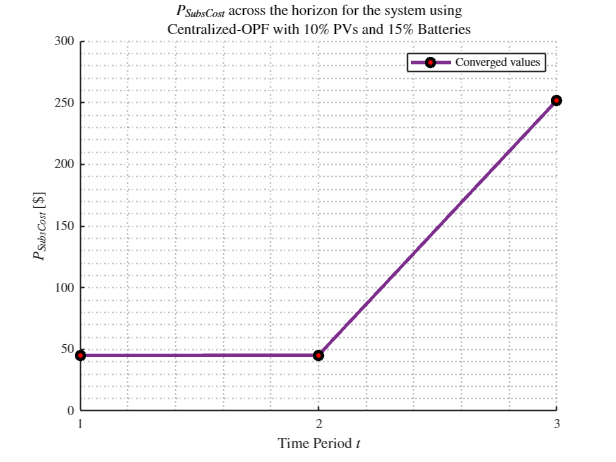 P_SubsCost across the horizon for the system using
Centralized-OPF with 10% PVs and 15% Batteries
Converged values
P_SubsCost [$]
300
250
200
150
100
50
0
1
2
3
Time Period t